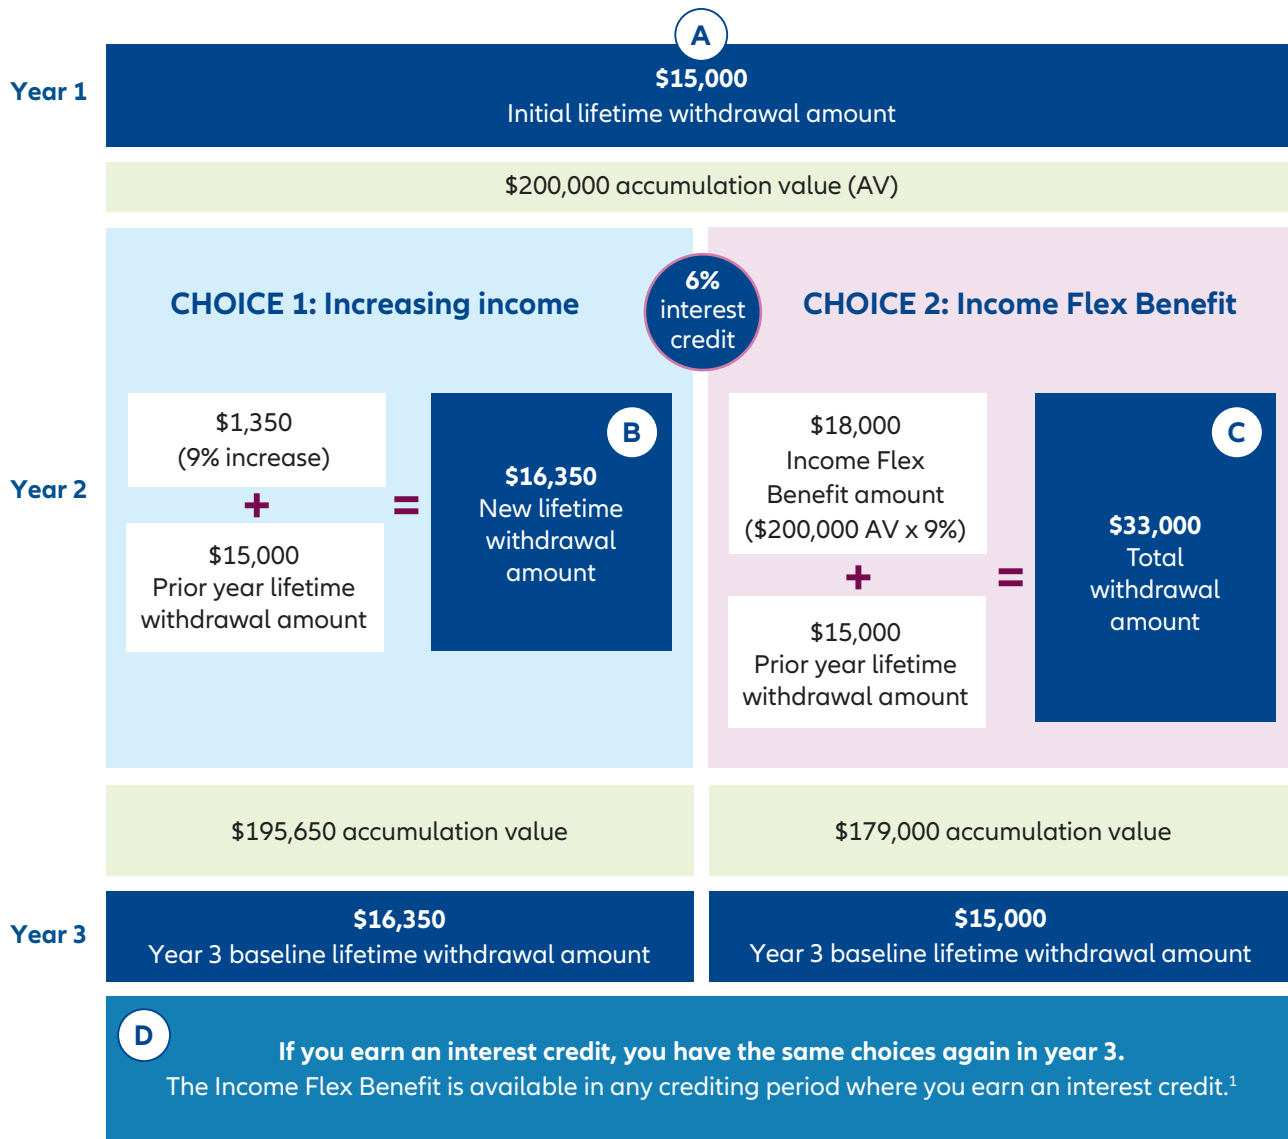 A
Year 1
$15,000
Initial lifetime withdrawal amount
$200,000 accumulation value (AV)
CHOICE 1: Increasing income
6%
interest
credit
CHOICE 2: Income Flex Benefit
Year 2
$1,350
(9% increase)
+
$15,000
Prior year lifetime
withdrawal amount
=
B
$16,350
New lifetime
withdrawal
amount
$18,000
Income Flex
Benefit amount
($200,000 AV x 9%)
+
$15,000
Prior year lifetime
withdrawal amount
=
C
$33,000
Total
withdrawal
amount
$195,650 accumulation value
$179,000 accumulation value
Year 3
$16,350
Year 3 baseline lifetime withdrawal amount
$15,000
Year 3 baseline lifetime withdrawal amount
D
If you earn an interest credit, you have the same choices again in year 3.
The Income Flex Benefit is available in any crediting period where you earn an interest credit.¹